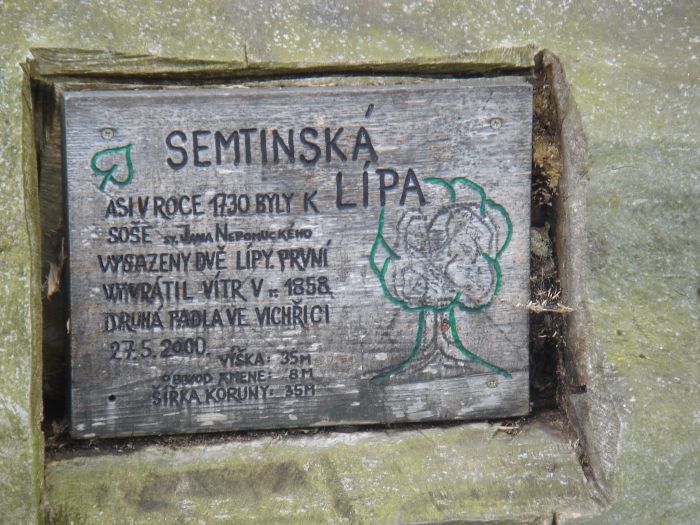 SEMTINSKÁ
LÍPA
ASI V ROCE 1730 BYLY K
SOŠE SV. JANA NEPOMUCKÉHO
VYSAZENY DVĚ LÍPY. PRVNÍ
VYVRÁTIL VÍTR V R. 1858
DRUHÁ PADLA VE VICHŘICI
27.5.2000.
VÝŠKA: 35M
OBVOD KMENE: 8M
ŠÍRKA KORUNY: 35M